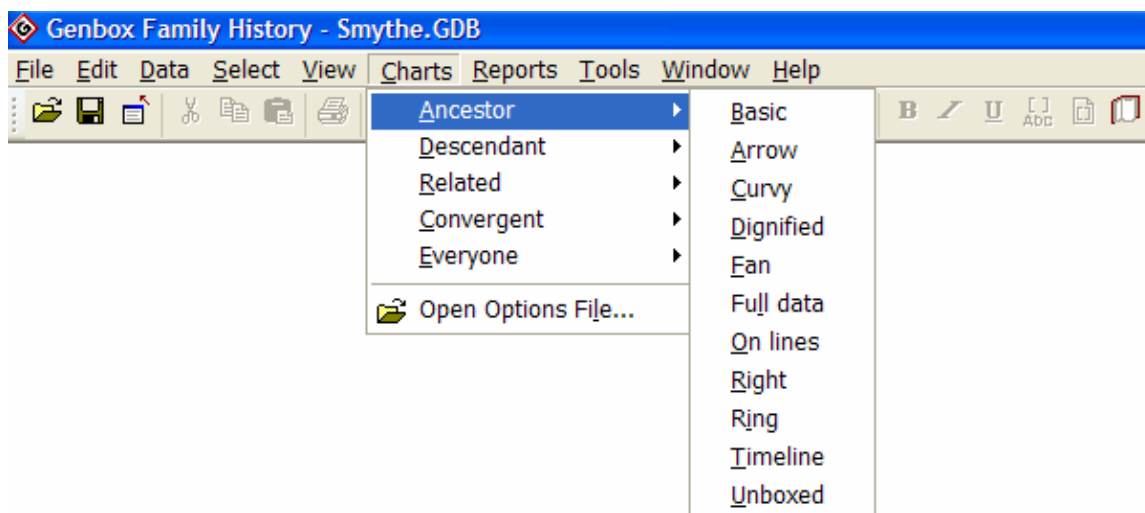 Genbox Family History - Smythe.GDB
File Edit Data Select View Charts Reports Tools Window Help
B I U [ ] Abc
Ancestor
Descendant
Related
Convergent
Everyone
Open Options File...
Basic
Arrow
Curvy
Dignified
Fan
Full data
On lines
Right
Ring
Timeline
Unboxed